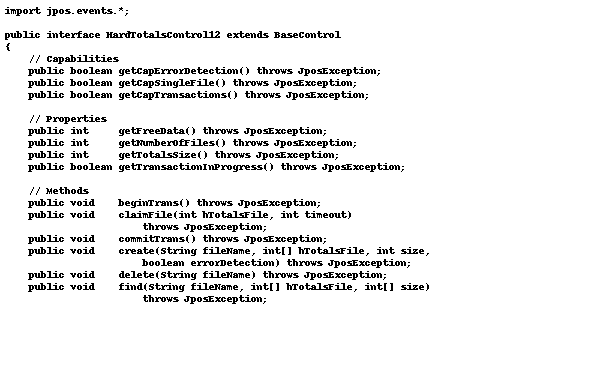 import jpos.events.*;
public interface HardTotalsControl12 extends BaseControl
{
// Capabilities
public boolean getCapErrorDetection() throws JposException;
public boolean getCapSingleFile() throws JposException;
public boolean getCapTransactions() throws JposException;
// Properties
public int getFreeData() throws JposException;
public int getNumberOfFiles() throws JposException;
public int getTotalsSize() throws JposException;
public boolean getTransactionInProgress() throws JposException;
// Methods
public void beginTrans() throws JposException;
public void claimFile(int hTotalsFile, int timeout)
throws JposException;
public void commitTrans() throws JposException;
public void create(String fileName, int[] hTotalsFile, int size,
boolean errorDetection) throws JposException;
public void delete(String fileName) throws JposException;
public void find(String fileName, int[] hTotalsFile, int[] size)
throws JposException;